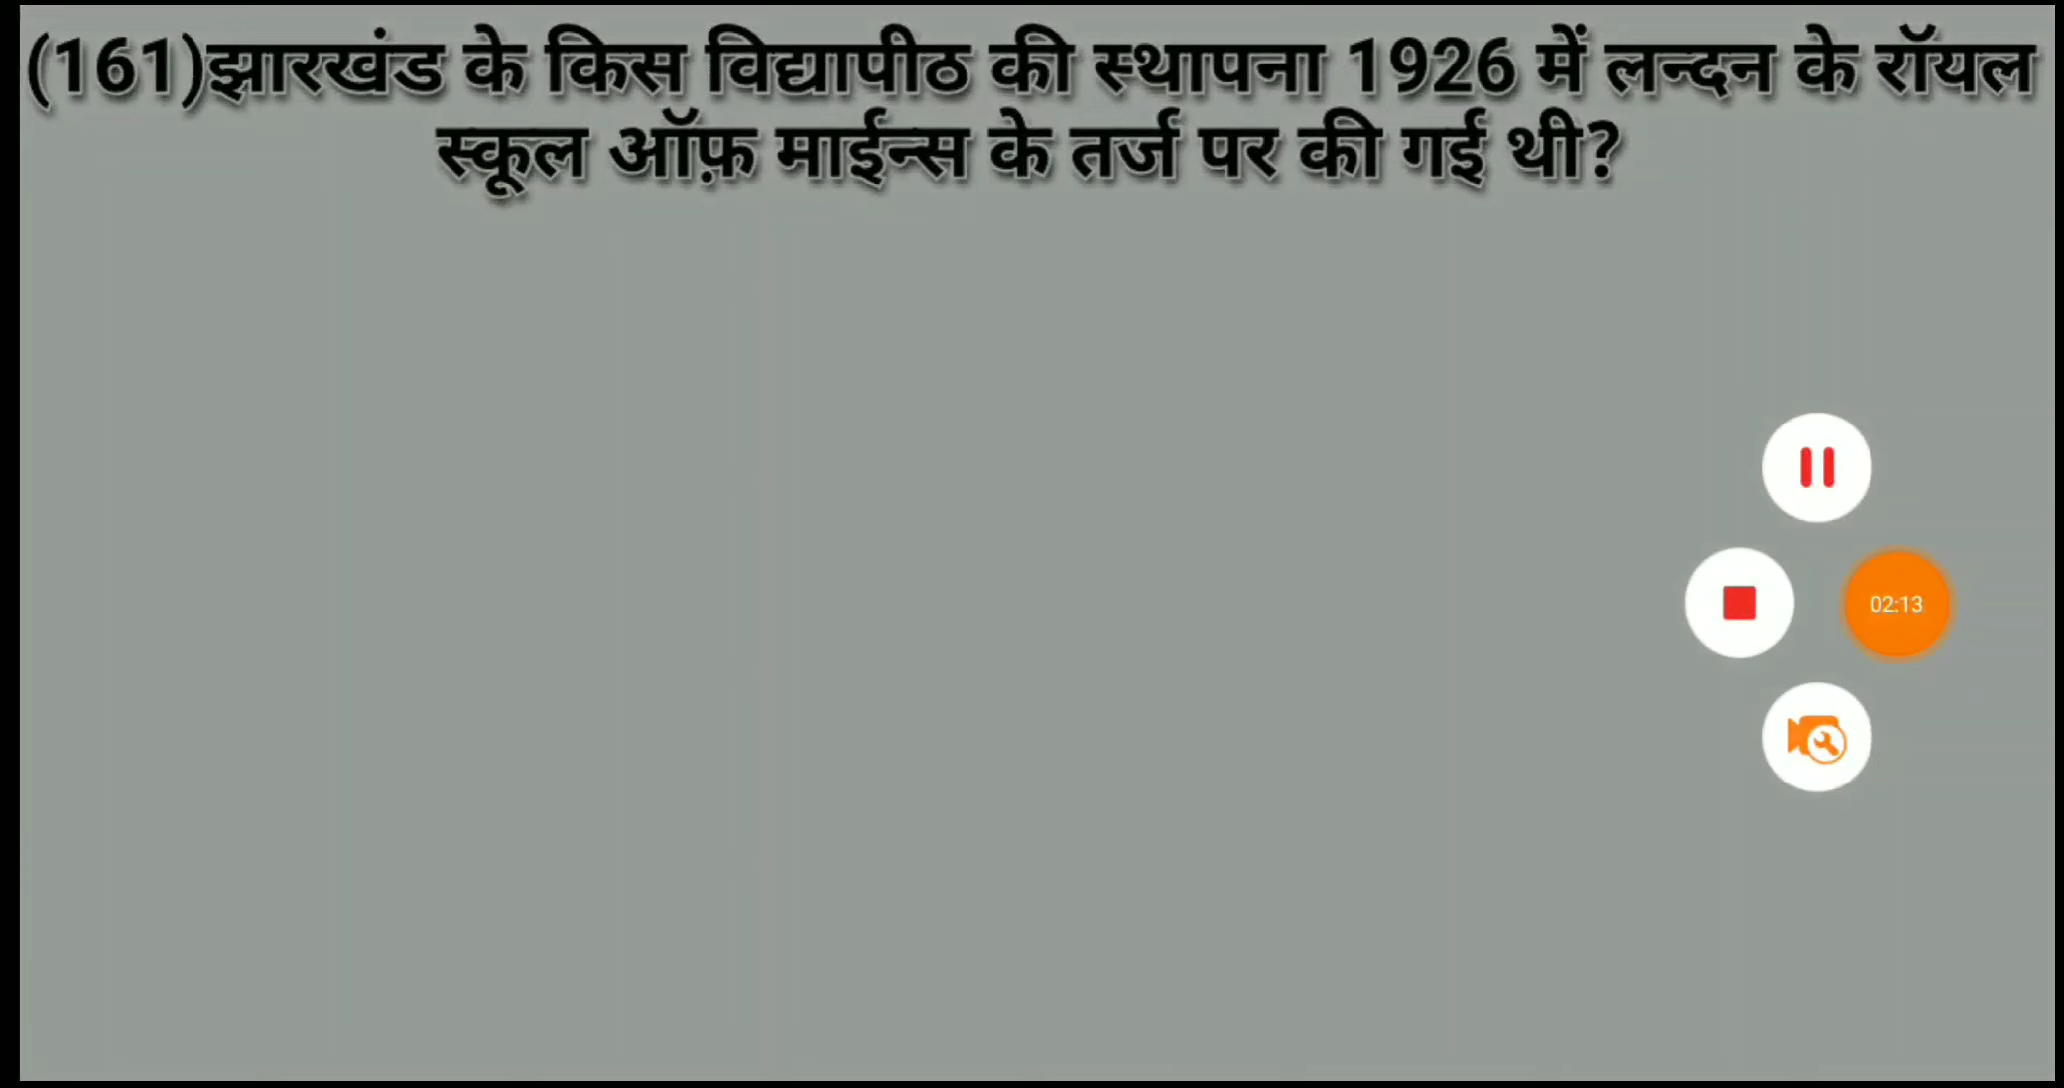 (161)झारखंड के किस विद्यापीठ की स्थापना 1926 में लन्दन के रॉयल
स्कूल ऑफ़ माईन्स के तर्ज पर की गई थी?
02:13